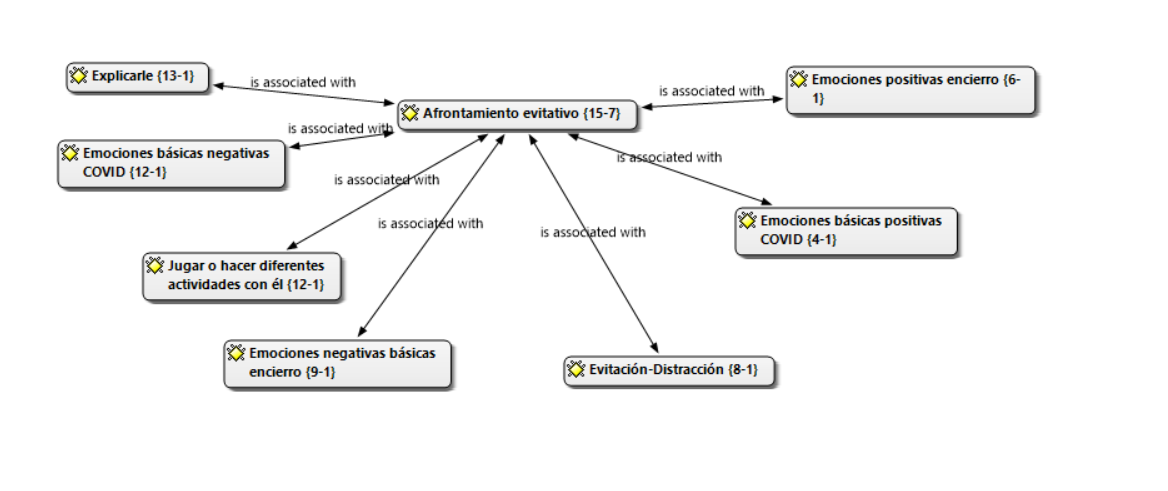 Explicarle {13-1}
is associated with
is associated with
Emociones positivas encierro {6-
1}
Afrontamiento evitativo {15-7}
is associated with
Emociones básicas negativas
COVID {12-1}
is associated with
is associated with
is associated with
is associated with
Emociones básicas positivas
COVID {4-1}
Jugar o hacer diferentes
actividades con él {12-1}
Emociones negativas básicas
encierro {9-1}
Evitación-Distracción {8-1}